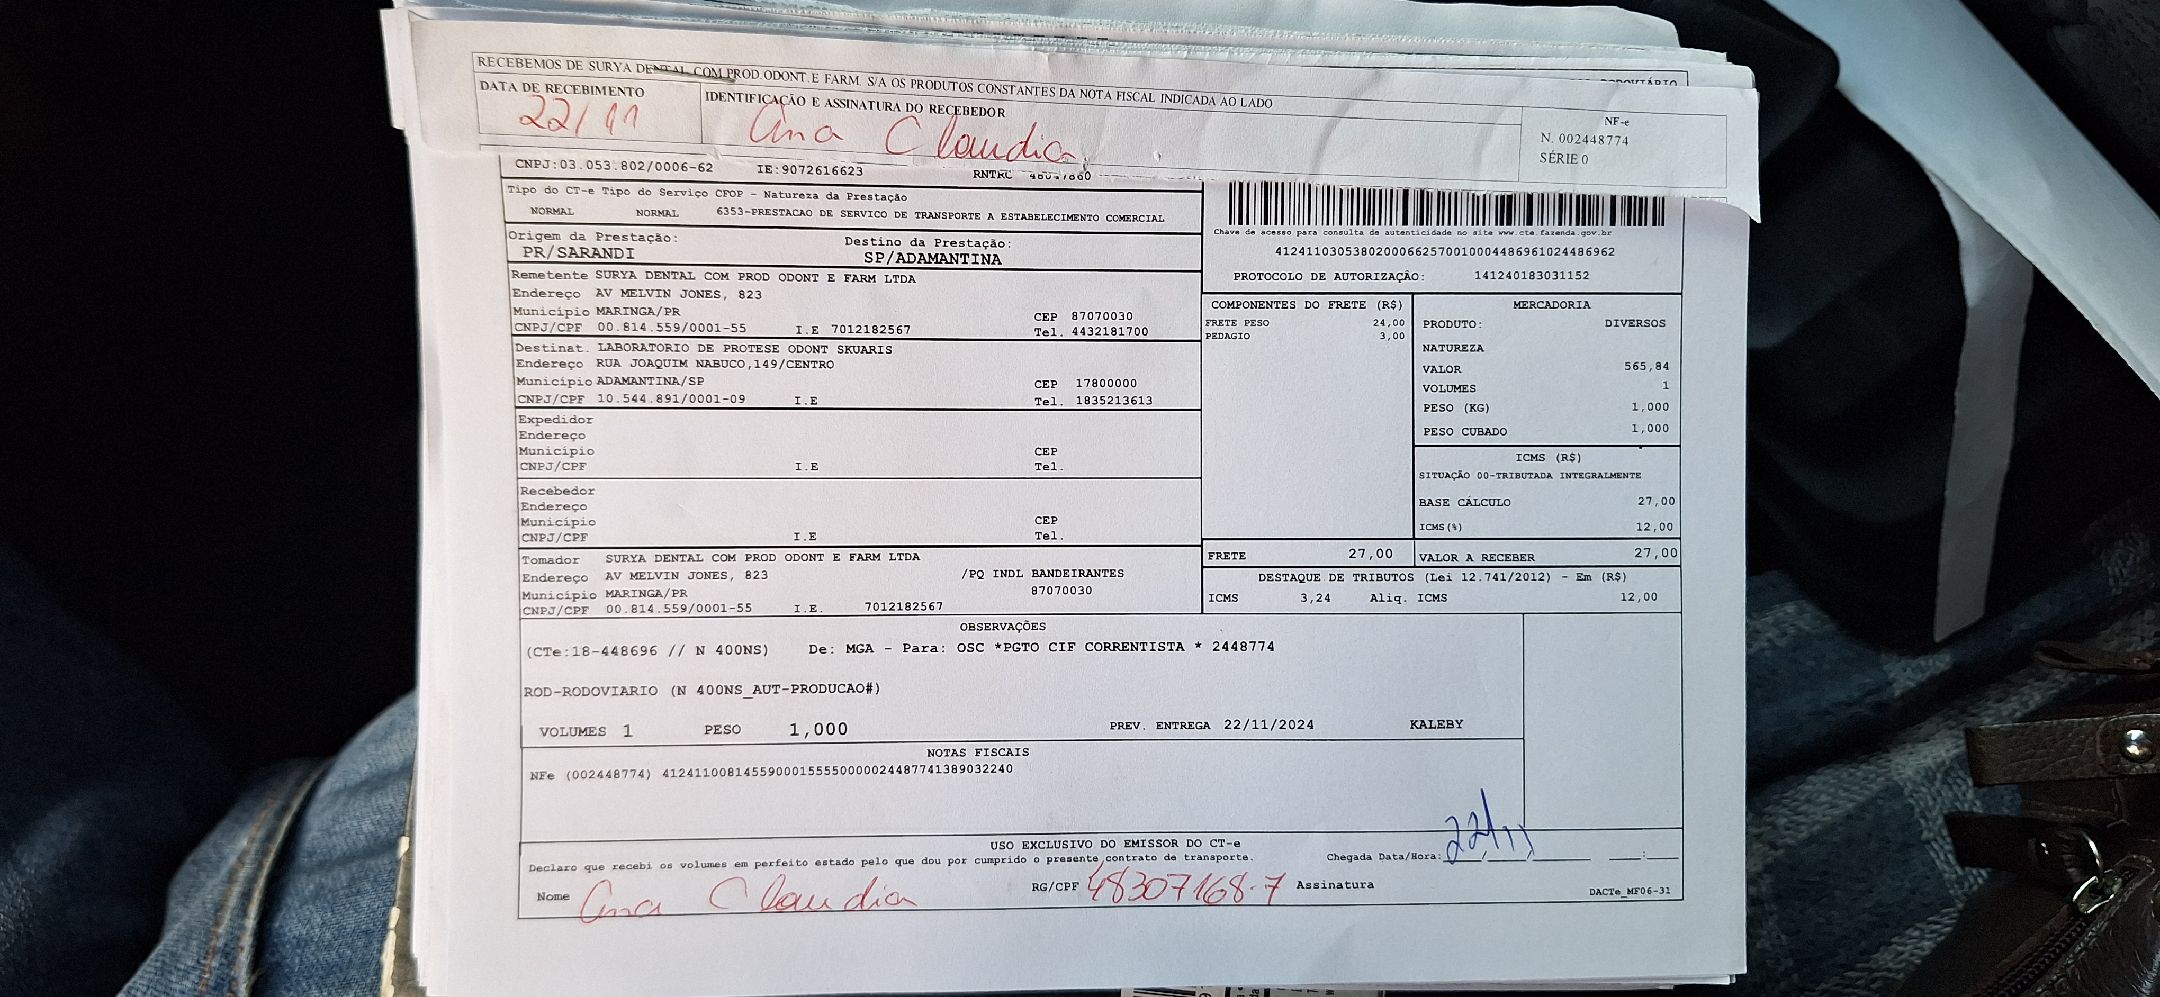 RECEBEMOS DE SURYA DENTAL COM PROD ODONT. E FARM. S/A OS PRODUTOS CONSTANTES DA NOTA FISCAL INDICADA AO LADO
DATA DE RECEBIMENTO
22/11
IDENTIFICAÇÃO E ASSINATURA DO RECEBEDOR
Ana Claudia
NF-e
N. 002448774
SÉRIE 0
CNPJ:03.053.802/0006-62 IE:9072616623 RNTRC
Tipo do CT-e Tipo do Serviço CFOP - Natureza da Prestação
NORMAL NORMAL 6353-PRESTACAO DE SERVICO DE TRANSPORTE A ESTABELECIMENTO COMERCIAL
Origem da Prestação: Destino da Prestação:
PR/SARANDI SP/ADAMANTINA
Chave de acesso para consulta de autenticidade no site www.cte.fazenda.gov.br
41241103053802000662570010004486961024486962
PROTOCOLO DE AUTORIZAÇÃO: 141240183031152
Remetente SURYA DENTAL COM PROD ODONT E FARM LTDA
Endereço AV MELVIN JONES, 823
Município MARINGA/PR CEP 87070030
CNPJ/CPF 00.814.559/0001-55 I.E 7012182567 Tel. 4432181700
Destinat. LABORATORIO DE PROTESE ODONT SKUARIS
Endereço RUA JOAQUIM NABUCO,149/CENTRO
Município ADAMANTINA/SP CEP 17800000
CNPJ/CPF 10.544.891/0001-09 I.E Tel. 1835213613
Expedidor
Endereço
Município CEP
CNPJ/CPF I.E Tel.
Recebedor
Endereço
Município CEP
CNPJ/CPF I.E Tel.
Tomador SURYA DENTAL COM PROD ODONT E FARM LTDA
Endereço AV MELVIN JONES, 823 /PQ INDL BANDEIRANTES
Município MARINGA/PR 87070030
CNPJ/CPF 00.814.559/0001-55 I.E. 7012182567
COMPONENTES DO FRETE (R$)
FRETE PESO 24,00
PEDAGIO 3,00
MERCADORIA
PRODUTO: DIVERSOS
NATUREZA
VALOR 565,84
VOLUMES 1
PESO (KG) 1,000
PESO CUBADO 1,000
ICMS (R$)
SITUAÇÃO 00-TRIBUTADA INTEGRALMENTE
BASE CÁLCULO 27,00
ICMS(%) 12,00
FRETE 27,00 VALOR A RECEBER 27,00
DESTAQUE DE TRIBUTOS (Lei 12.741/2012) - Em (R$)
ICMS 3,24 Aliq. ICMS 12,00
OBSERVAÇÕES
(CTe:18-448696 // N 400NS) De: MGA - Para: OSC *PGTO CIF CORRENTISTA * 2448774
ROD-RODOVIARIO (N 400NS_AUT-PRODUCAO#)
VOLUMES 1 PESO 1,000 PREV. ENTREGA 22/11/2024 KALEBY
NOTAS FISCAIS
NFe (002448774) 41241100814559000155550000024487741389032240
USO EXCLUSIVO DO EMISSOR DO CT-e
Declaro que recebi os volumes em perfeito estado pelo que dou por cumprido o presente contrato de transporte. Chegada Data/Hora: 22/11
Nome Ana Claudia RG/CPF 48307168-7 Assinatura DACTe_MF06-31